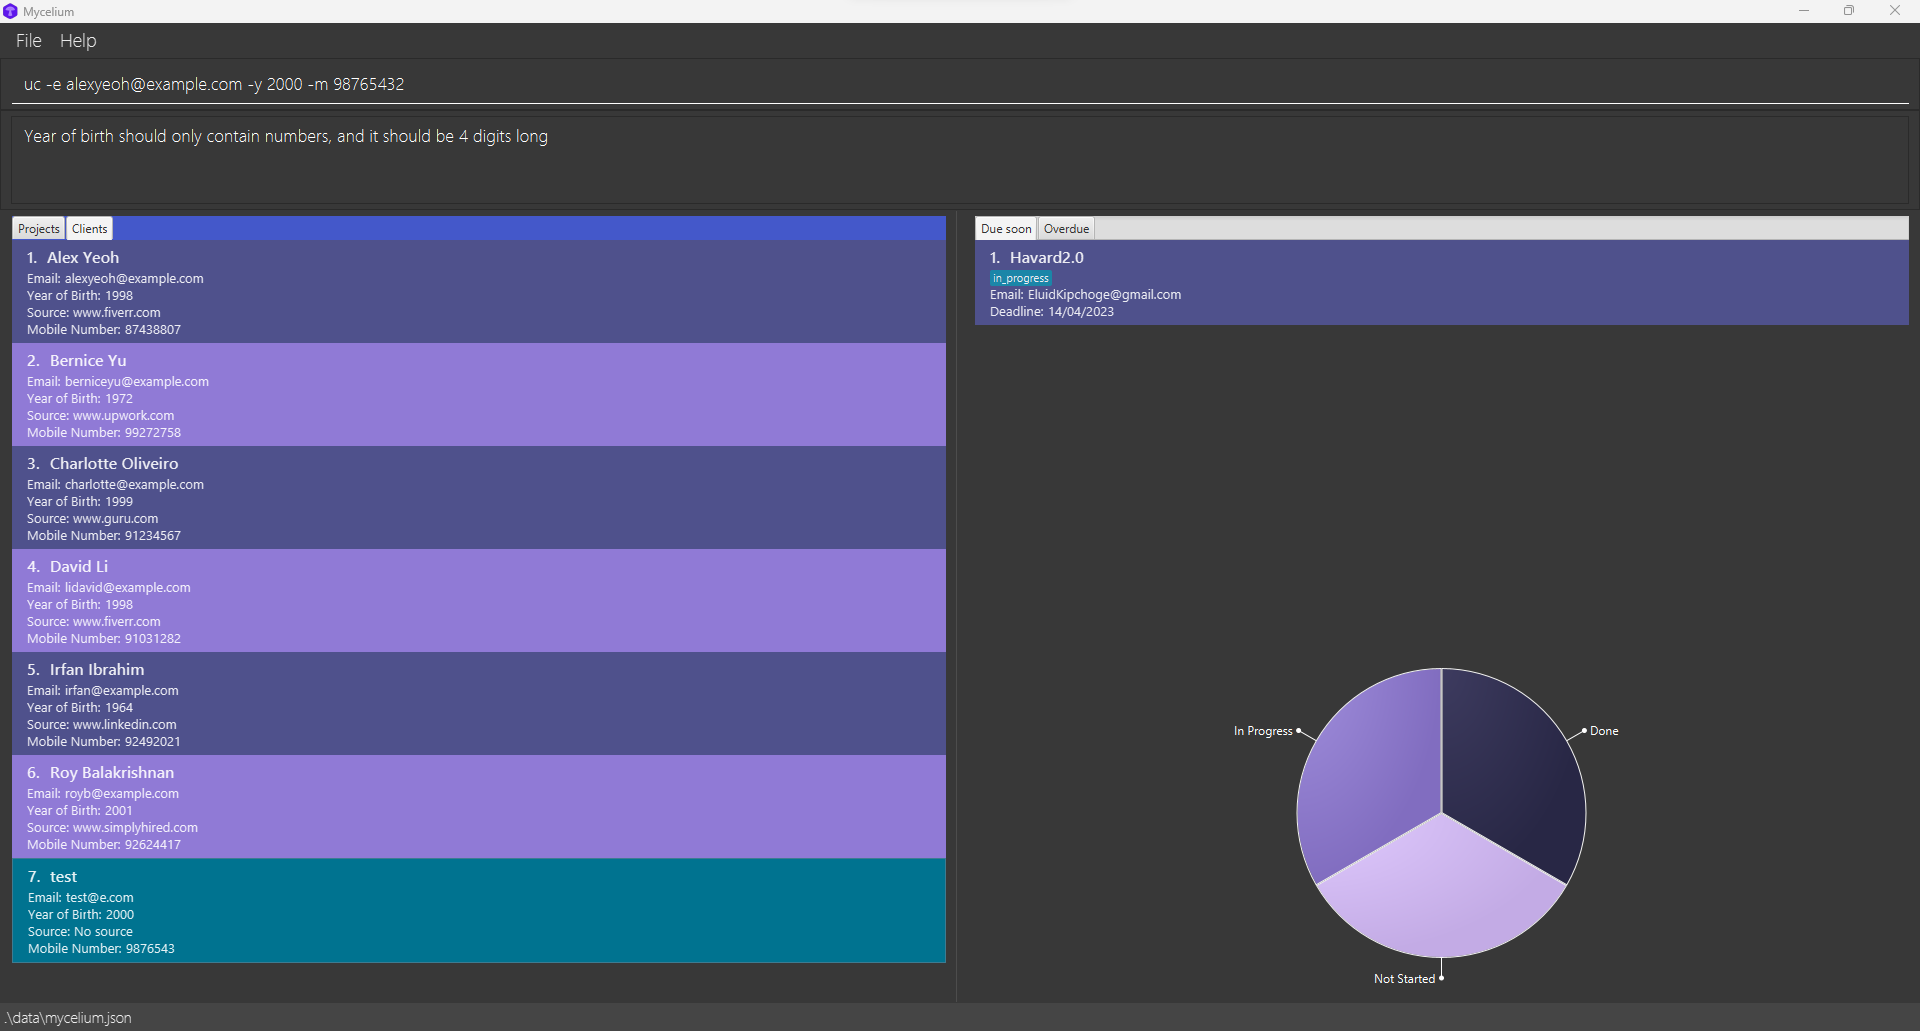 Mycelium
File Help
uc -e alexyeoh@example.com -y 2000 -m 98765432
Year of birth should only contain numbers, and it should be 4 digits long
Projects Clients
1. Alex Yeoh
Email: alexyeoh@example.com
Year of Birth: 1998
Source: www.fiverr.com
Mobile Number: 87438807
2. Bernice Yu
Email: berniceyu@example.com
Year of Birth: 1972
Source: www.upwork.com
Mobile Number: 99272758
3. Charlotte Oliveiro
Email: charlotte@example.com
Year of Birth: 1999
Source: www.guru.com
Mobile Number: 91234567
4. David Li
Email: lidavid@example.com
Year of Birth: 1998
Source: www.fiverr.com
Mobile Number: 91031282
5. Irfan Ibrahim
Email: irfan@example.com
Year of Birth: 1964
Source: www.linkedin.com
Mobile Number: 92492021
6. Roy Balakrishnan
Email: royb@example.com
Year of Birth: 2001
Source: www.simplyhired.com
Mobile Number: 92624417
7. test
Email: test@e.com
Year of Birth: 2000
Source: No source
Mobile Number: 9876543
Due soon Overdue
1. Havard2.0
in_progress
Email: EluidKipchoge@gmail.com
Deadline: 14/04/2023
In Progress
Done
Not Started
.\data\mycelium.json